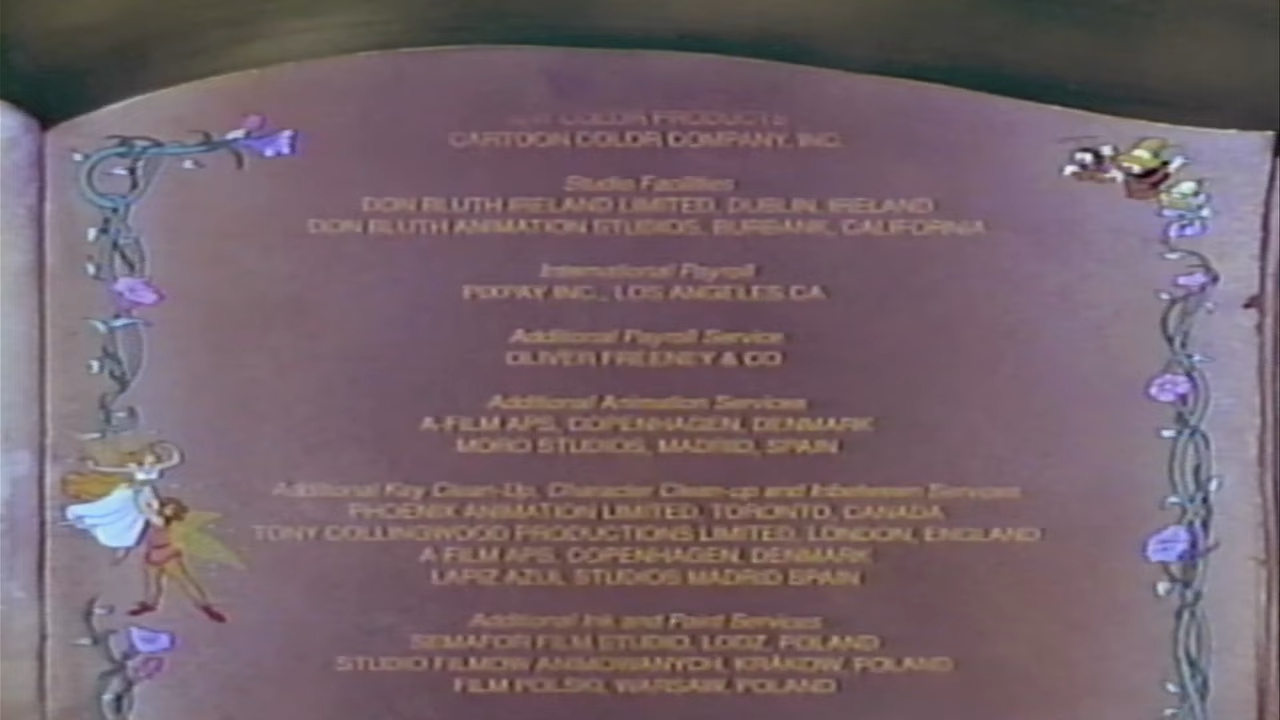 COLOR PRODUCTS
CARTOON COLOR COMPANY, INC.
Studio Facilities
DON BLUTH IRELAND LIMITED, DUBLIN, IRELAND
DON BLUTH ANIMATION STUDIOS, BURBANK, CALIFORNIA
International Payroll
PIXPAY INC., LOS ANGELES CA
Additional Payroll Service
OLIVER FREENEY & CO
Additional Animation Services
A-FILM APS, COPENHAGEN, DENMARK
MORO STUDIOS, MADRID, SPAIN
Additional Key Clean-Up, Character Clean-up and Inbetween Services
PHOENIX ANIMATION LIMITED, TORONTO, CANADA
TONY COLLINGWOOD PRODUCTIONS LIMITED, LONDON, ENGLAND
A-FILM APS, COPENHAGEN, DENMARK
LAPIZ AZUL STUDIOS MADRID SPAIN
Additional Ink and Paint Services
SEMAFOR FILM STUDIO, LODZ, POLAND
STUDIO FILMOW ANIMOWANYCH, KRAKOW, POLAND
FILM POLSKI, WARSAW, POLAND